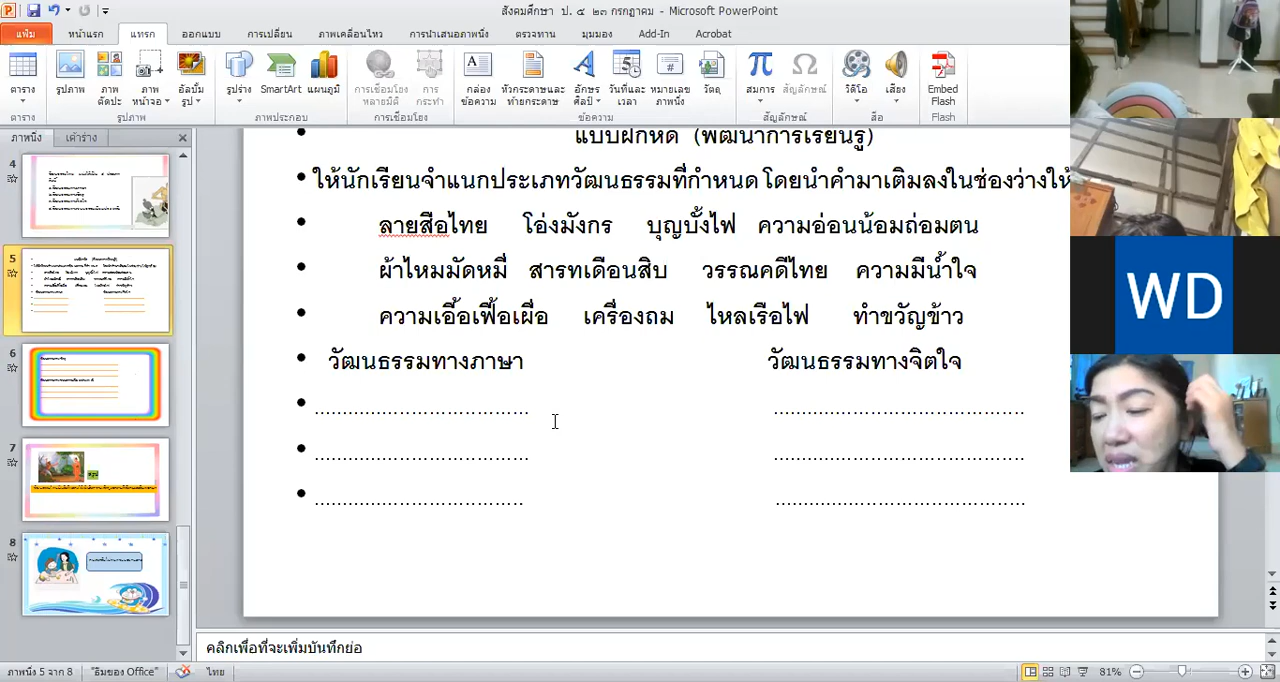 สังคมศึกษา ป. ๕ ๒๓ กรกฎาคม - Microsoft PowerPoint
แฟ้ม หน้าแรก แทรก ออกแบบ การเปลี่ยน ภาพเคลื่อนไหว การนำเสนอภาพนิ่ง ตรวจทาน มุมมอง Add-In Acrobat
ตาราง รูปภาพ ภาพตัดปะ ภาพหน้าจอ อัลบั้มรูป รูปร่าง SmartArt แผนภูมิ การเชื่อมโยงหลายมิติ การกระทำ กล่องข้อความ หัวกระดาษและท้ายกระดาษ อักษรศิลป์ วันที่และเวลา หมายเลขภาพนิ่ง วัตถุ สมการ สัญลักษณ์ วิดีโอ เสียง Embed Flash
ตาราง รูปภาพ ภาพประกอบ การเชื่อมโยง ข้อความ สัญลักษณ์ สื่อ Flash
ภาพนิ่ง เค้าร่าง
4
5
6
7
8
แบบฝึกหัด (พัฒนาการเรียนรู้)
ให้นักเรียนจำแนกประเภทวัฒนธรรมที่กำหนด โดยนำคำมาเติมลงในช่องว่างให้
ลายสือไทย โอ่งมังกร บุญบั้งไฟ ความอ่อนน้อมถ่อมตน
ผ้าไหมมัดหมี่ สารทเดือนสิบ วรรณคดีไทย ความมีน้ำใจ
ความเอื้อเฟื้อเผื่อ เครื่องถม ไหลเรือไฟ ทำขวัญข้าว
วัฒนธรรมทางภาษา วัฒนธรรมทางจิตใจ
WD
คลิกเพื่อที่จะเพิ่มบันทึกย่อ
ภาพนิ่ง 5 จาก 8 "ธีมของ Office" ไทย 81%